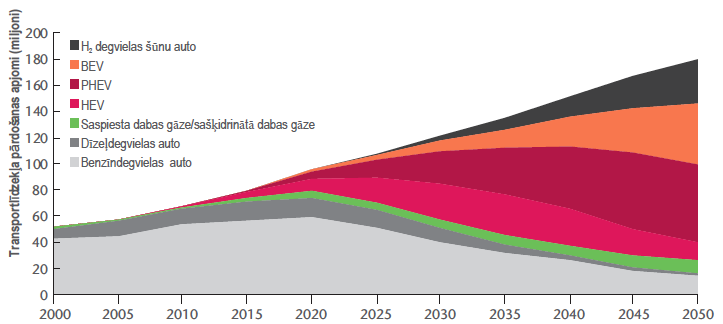 Transportlīdzekļa pārdošanas apjomi (miljoni)
200
180
160
140
120
100
80
60
40
20
0
H₂ degvielas šūnu auto
BEV
PHEV
HEV
Saspiesta dabas gāze/sašķidrinātā dabas gāze
Dīzeļdegvielas auto
Benzīndegvielas auto
2000 2005 2010 2015 2020 2025 2030 2035 2040 2045 2050